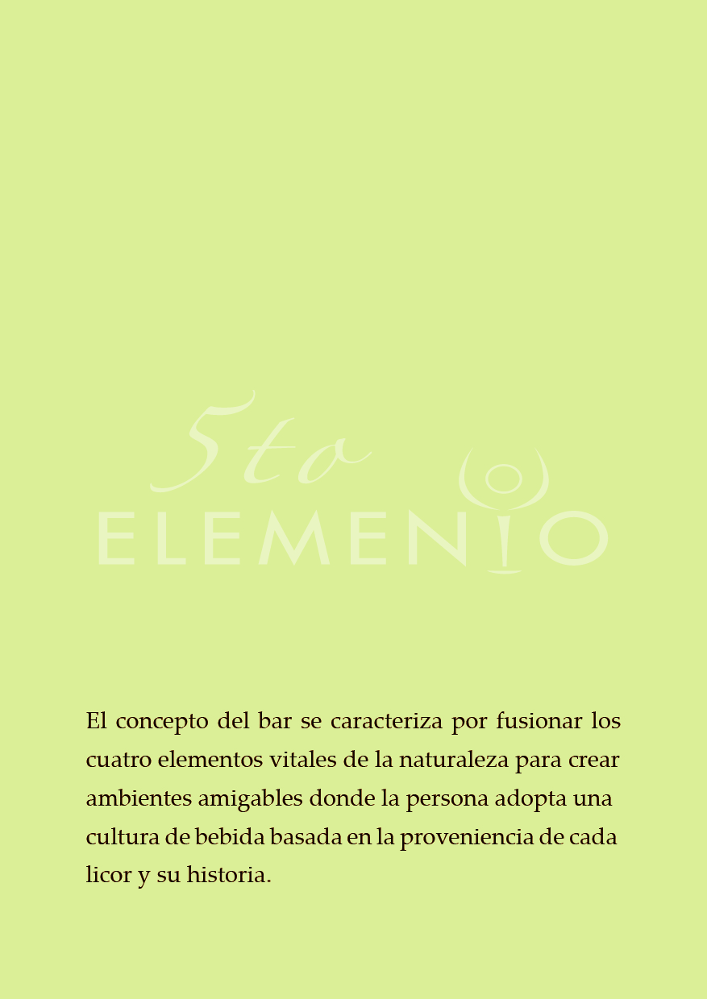 5to
ELEMENTO
El concepto del bar se caracteriza por fusionar los
cuatro elementos vitales de la naturaleza para crear
ambientes amigables donde la persona adopta una
cultura de bebida basada en la proveniencia de cada
licor y su historia.